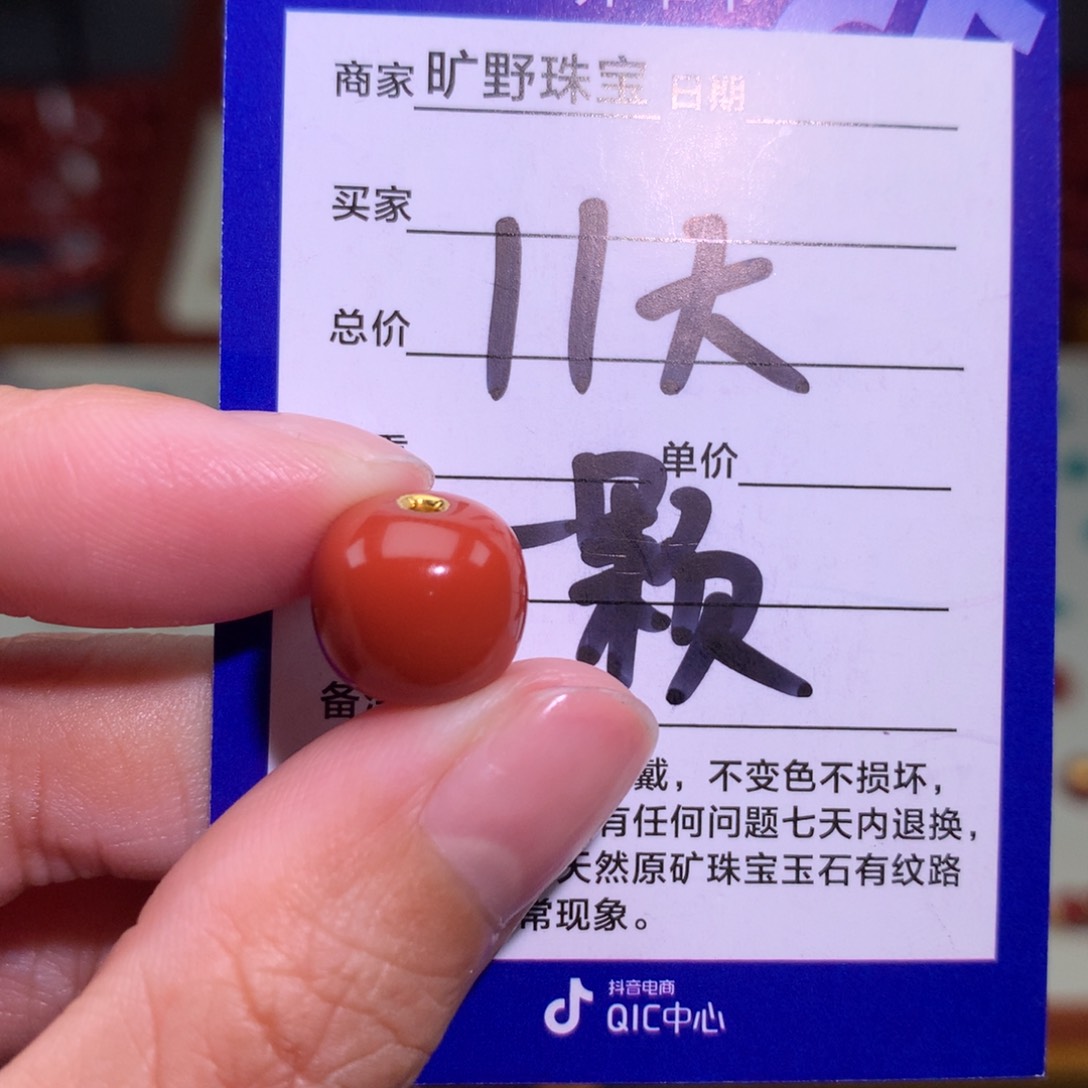 商家 旷野珠宝 日期
买家
11大
总价
单价
颗
备
戴，不变色不损坏，
有任何问题七天内退换，
天然原矿珠宝玉石有纹路
常现象。
抖音电商
QIC中心